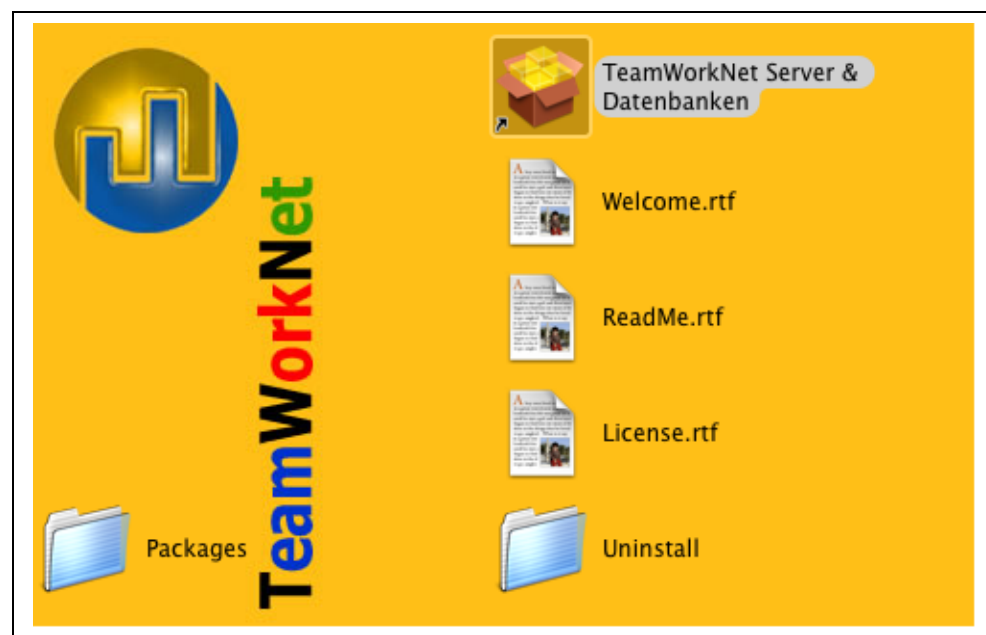 TeamWorkNet Server &
Datenbanken
Welcome.rtf
ReadMe.rtf
License.rtf
Packages
Uninstall
TeamWorkNet